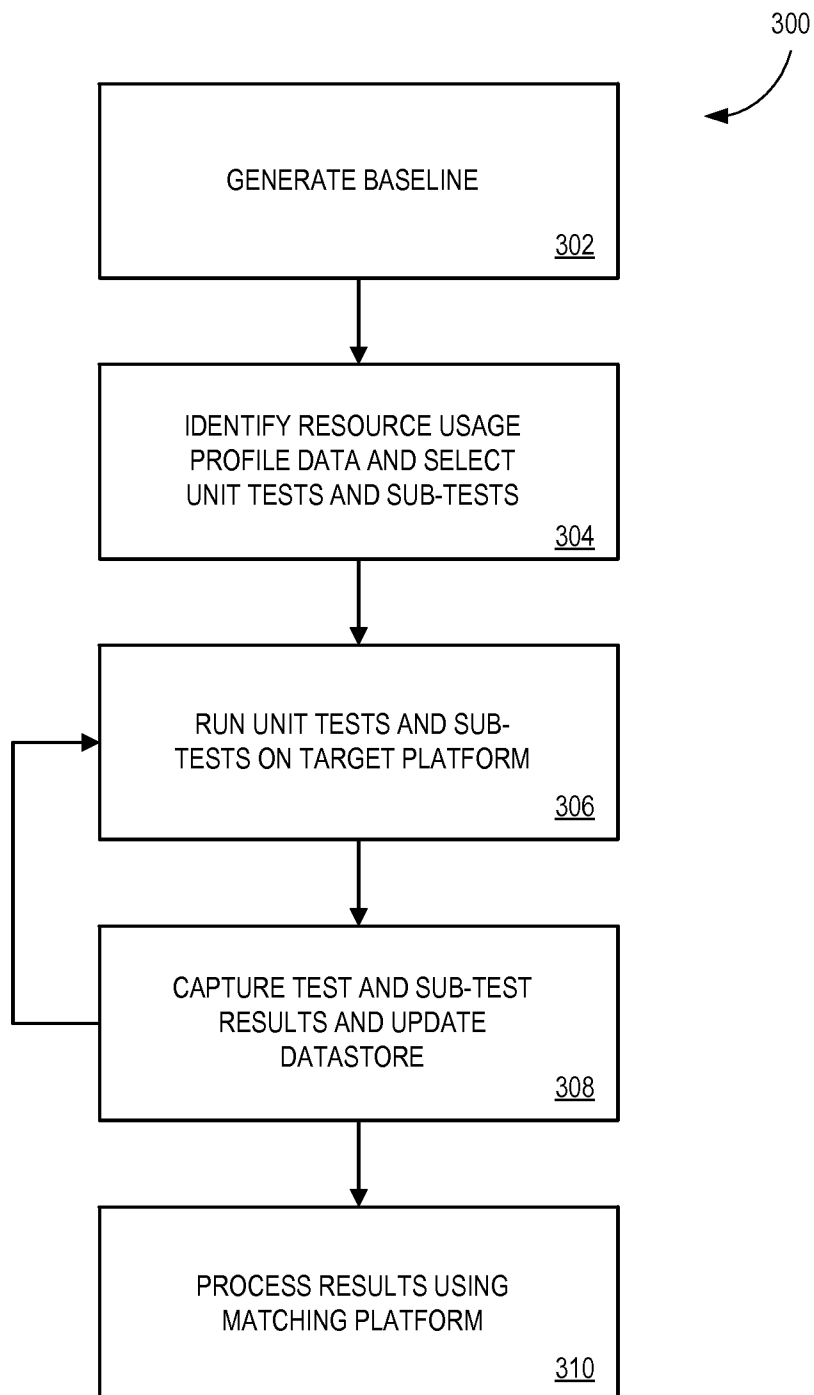 300
GENERATE BASELINE
302
IDENTIFY RESOURCE USAGE
PROFILE DATA AND SELECT
UNIT TESTS AND SUB-TESTS
304
RUN UNIT TESTS AND SUB-
TESTS ON TARGET PLATFORM
306
CAPTURE TEST AND SUB-TEST
RESULTS AND UPDATE
DATASTORE
308
PROCESS RESULTS USING
MATCHING PLATFORM
310